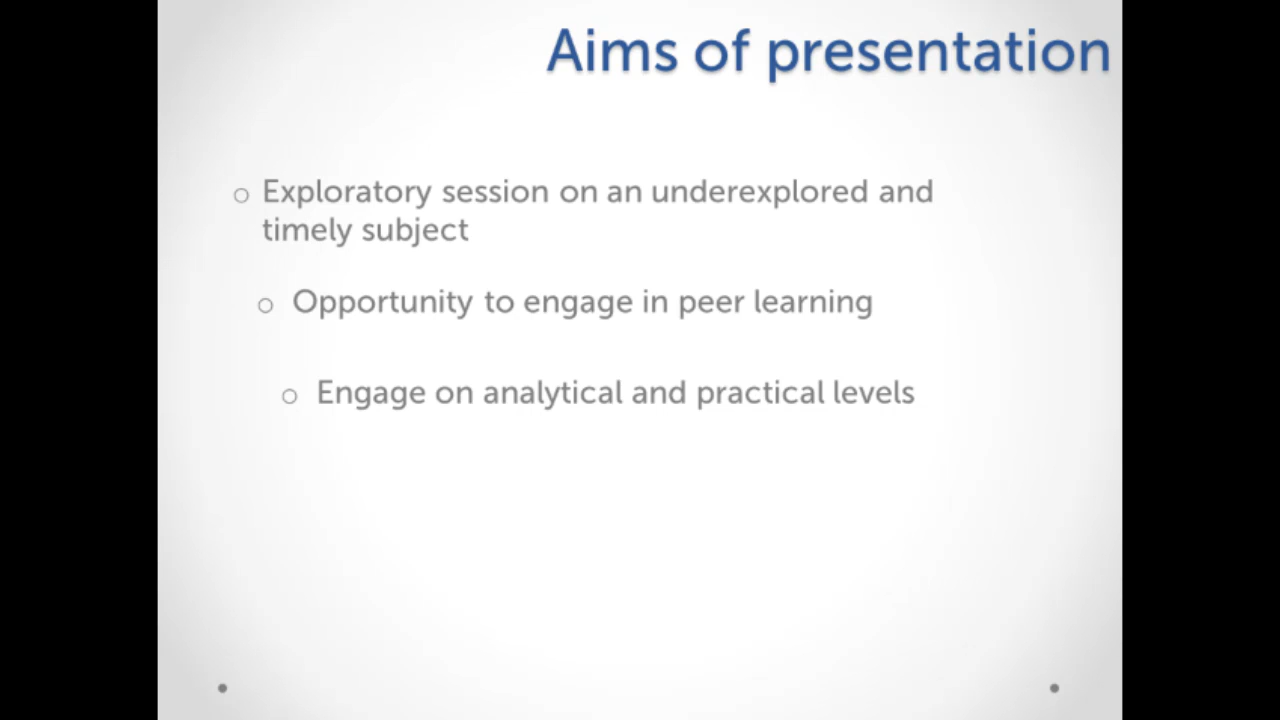 Aims of presentation
Exploratory session on an underexplored and
timely subject
Opportunity to engage in peer learning
Engage on analytical and practical levels